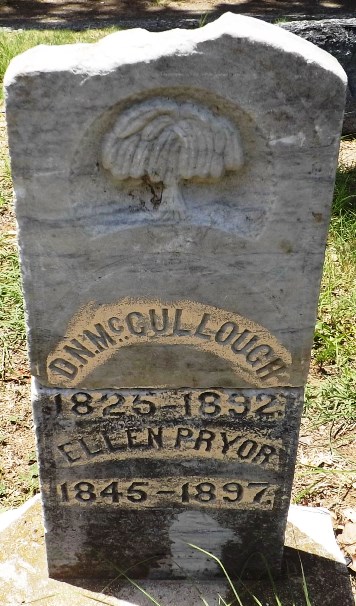 D.N. McCULLOUGH
1825-1892
ELLEN PRYOR
1845-1897